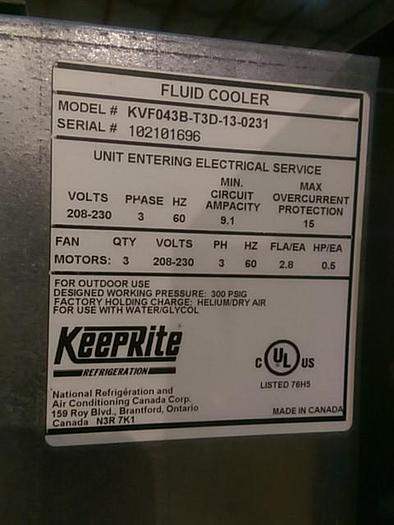 FLUID COOLER
MODEL # KVF043B-T3D-13-0231
SERIAL # 102101696
UNIT ENTERING ELECTRICAL SERVICE
VOLTS PHASE HZ MIN. CIRCUIT AMPACITY MAX OVERCURRENT PROTECTION
208-230 3 60 9.1 15
FAN QTY VOLTS PH HZ FLA/EA HP/EA
MOTORS: 3 208-230 3 60 2.8 0.5
FOR OUTDOOR USE
DESIGNED WORKING PRESSURE: 300 PSIG
FACTORY HOLDING CHARGE: HELIUM/DRY AIR
FOR USE WITH WATER/GLYCOL
KeepRite
REFRIGERATION
C UL US
LISTED 76H5
National Refrigeration and
Air Conditioning Canada Corp.
159 Roy Blvd., Brantford, Ontario
Canada N3R 7K1
MADE IN CANADA